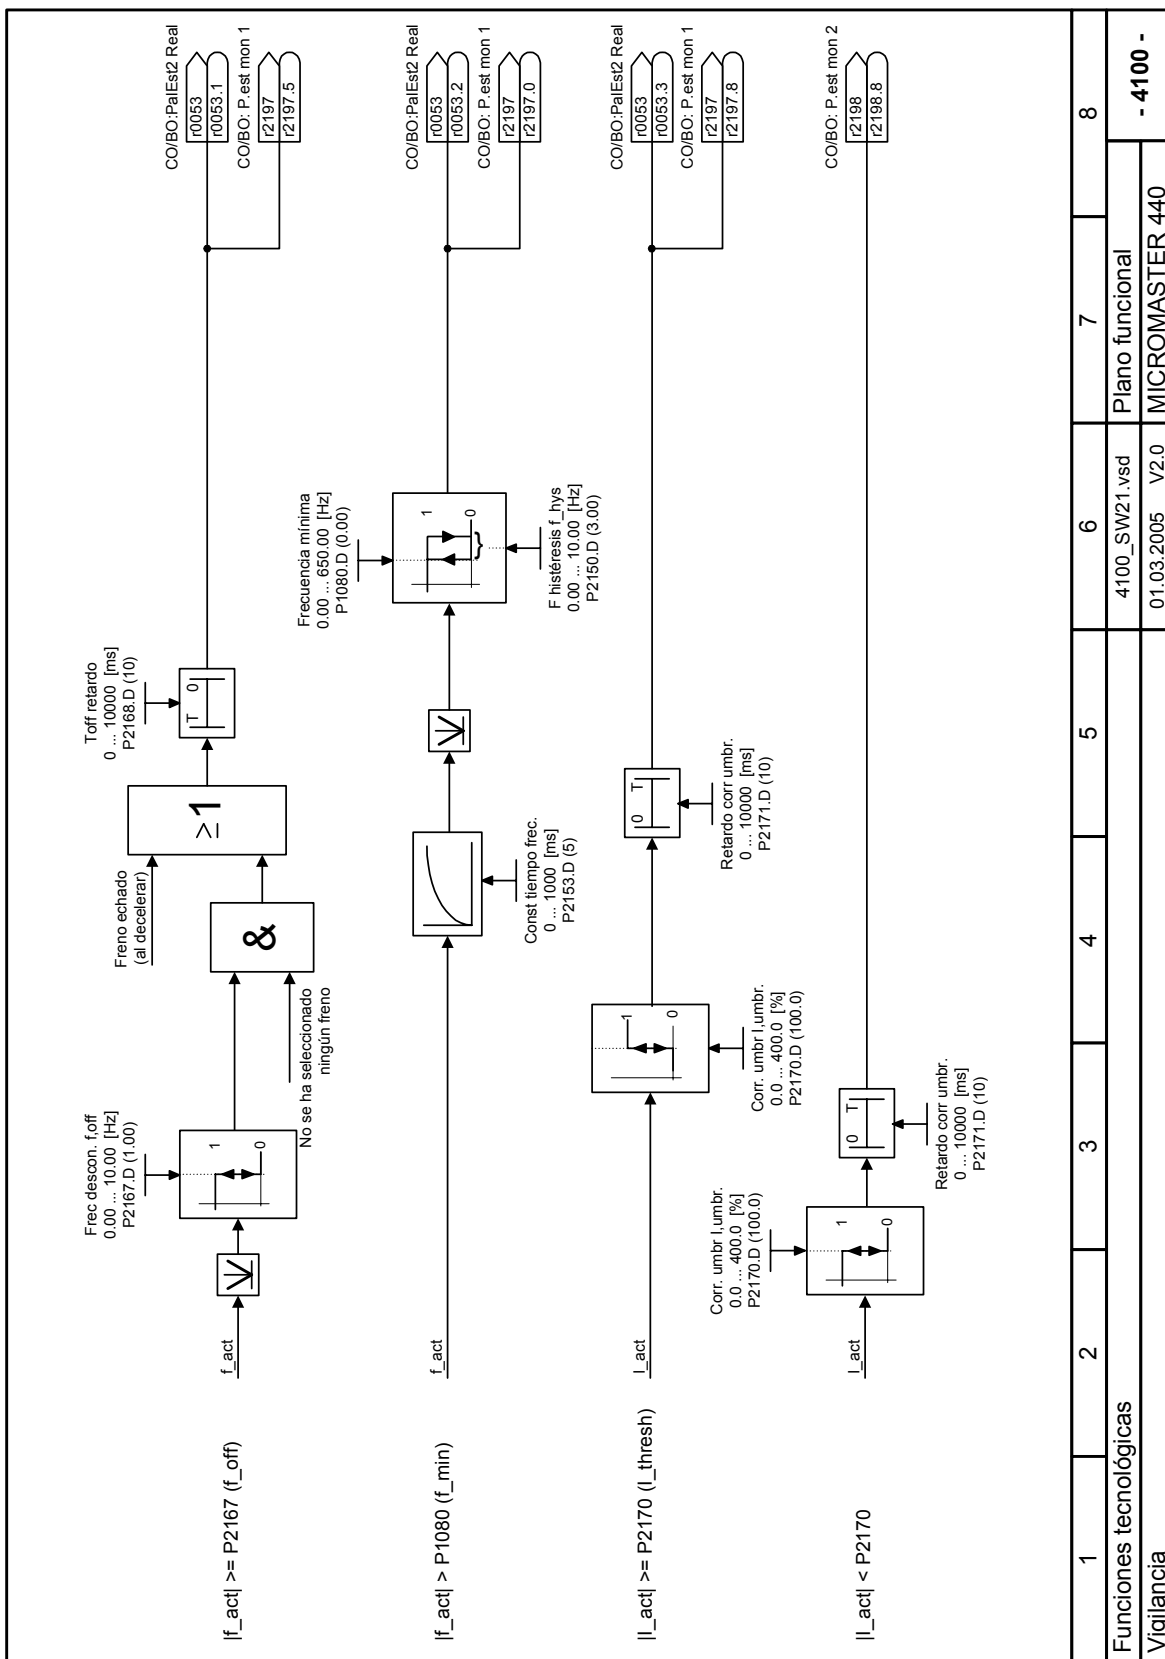 |f_act| >= P2167 (f_off)
f_act
Frec descon. f,off
0.00 ... 10.00 [Hz]
P2167.D (1.00)
1
0
No se ha seleccionado
ningún freno
&
Freno echado
(al decelerar)
≥1
Toff retardo
0 ... 10000 [ms]
P2168.D (10)
T 0
CO/BO:PalEst2 Real
r0053
r0053.1
CO/BO: P.est mon 1
r2197
r2197.5
|f_act| > P1080 (f_min)
f_act
Const tiempo frec.
0 ... 1000 [ms]
P2153.D (5)
Frecuencia mínima
0.00 ... 650.00 [Hz]
P1080.D (0.00)
1
0
}
F histéresis f_hys
0.00 ... 10.00 [Hz]
P2150.D (3.00)
CO/BO:PalEst2 Real
r0053
r0053.2
CO/BO: P.est mon 1
r2197
r2197.0
|I_act| >= P2170 (I_thresh)
I_act
1
0
Corr. umbr I,umbr.
0.0 ... 400.0 [%]
P2170.D (100.0)
0 T
Retardo corr umbr.
0 ... 10000 [ms]
P2171.D (10)
CO/BO:PalEst2 Real
r0053
r0053.3
CO/BO: P.est mon 1
r2197
r2197.8
|I_act| < P2170
I_act
Corr. umbr I,umbr.
0.0 ... 400.0 [%]
P2170.D (100.0)
1
0
0 T
Retardo corr umbr.
0 ... 10000 [ms]
P2171.D (10)
CO/BO: P.est mon 2
r2198
r2198.8
1 2 3 4 5 6 7 8
Funciones tecnológicas
4100_SW21.vsd
Plano funcional
- 4100 -
Vigilancia
01.03.2005 V2.0
MICROMASTER 440